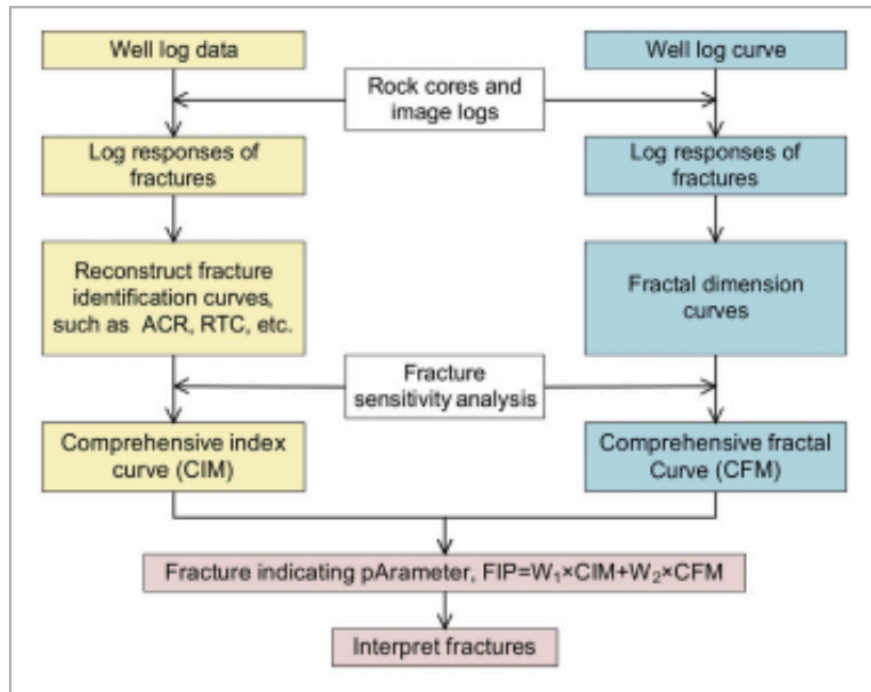 Well log data
Well log curve
Rock cores and
image logs
Log responses of
fractures
Log responses of
fractures
Reconstruct fracture
identification curves,
such as ACR, RTC, etc.
Fractal dimension
curves
Fracture
sensitivity analysis
Comprehensive index
curve (CIM)
Comprehensive fractal
Curve (CFM)
Fracture indicating pArameter, FIP=W₁×CIM+W₂×CFM
Interpret fractures